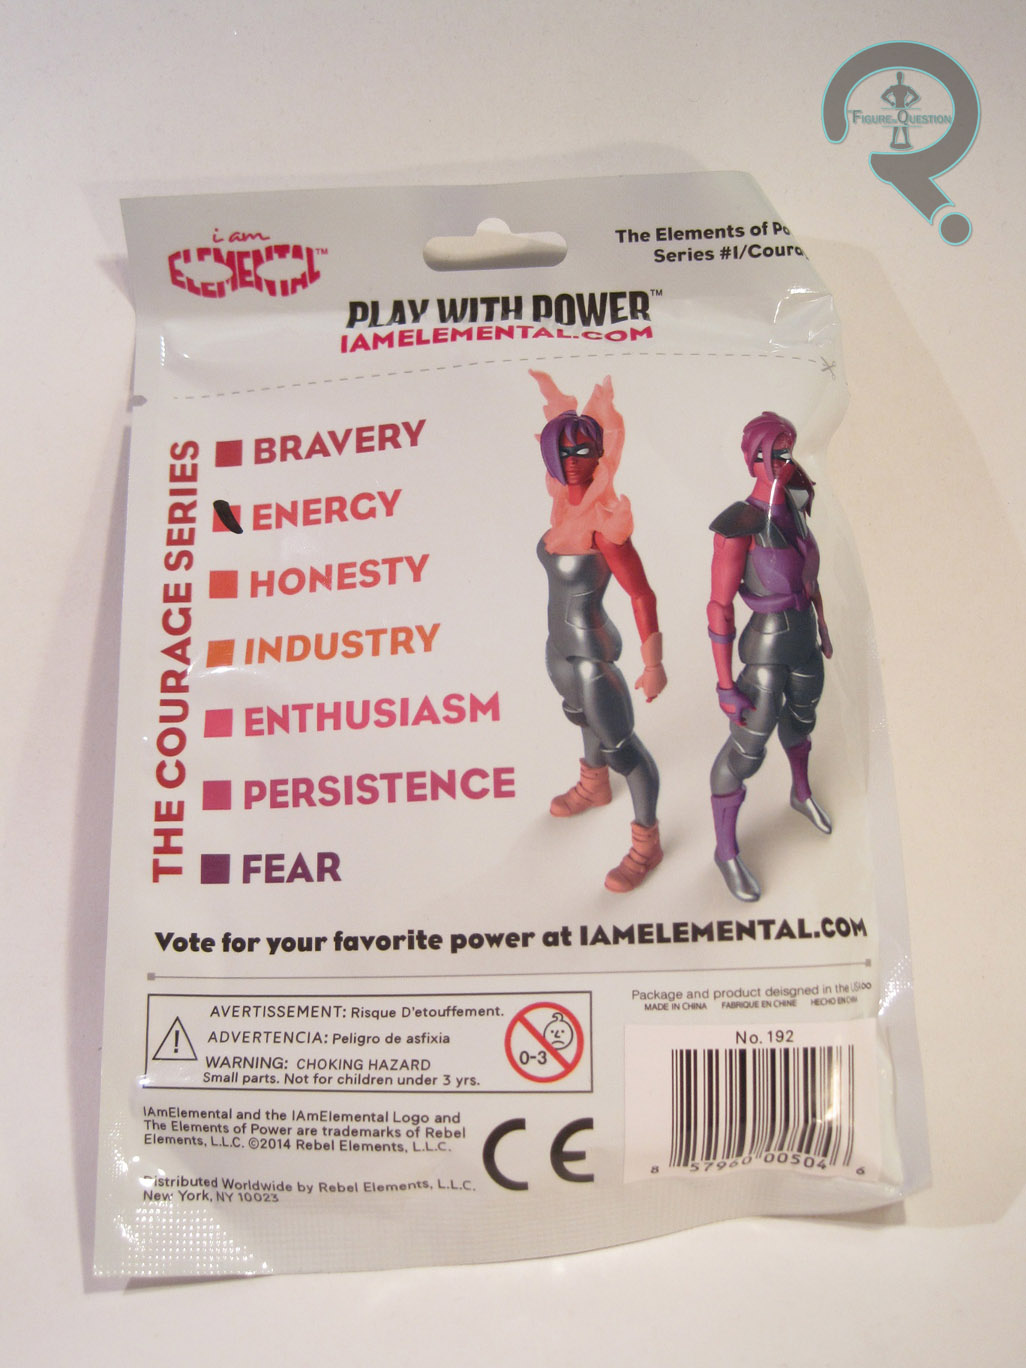 FIGURE IN QUESTION
i am
ELEMENTAL™
The Elements of
Series #1/Coura
PLAY WITH POWER™
IAMELEMENTAL.COM
THE COURAGE SERIES
BRAVERY
ENERGY
HONESTY
INDUSTRY
ENTHUSIASM
PERSISTENCE
FEAR
Vote for your favorite power at IAMELEMENTAL.COM
AVERTISSEMENT: Risque D'etouffement.
ADVERTENCIA: Peligro de asfixia
WARNING: CHOKING HAZARD
Small parts. Not for children under 3 yrs.
0-3
Package and product deisgned in the USA
MADE IN CHINA FABRIQUE EN CHINE HECHO EN
No. 192
8 57960 00504 6
IAmElemental and the IAmElemental Logo and
The Elements of Power are trademarks of Rebel
Elements, L.L.C. ©2014 Rebel Elements, L.L.C.
CE
Distributed Worldwide by Rebel Elements, L.L.C.
New York, NY 10023